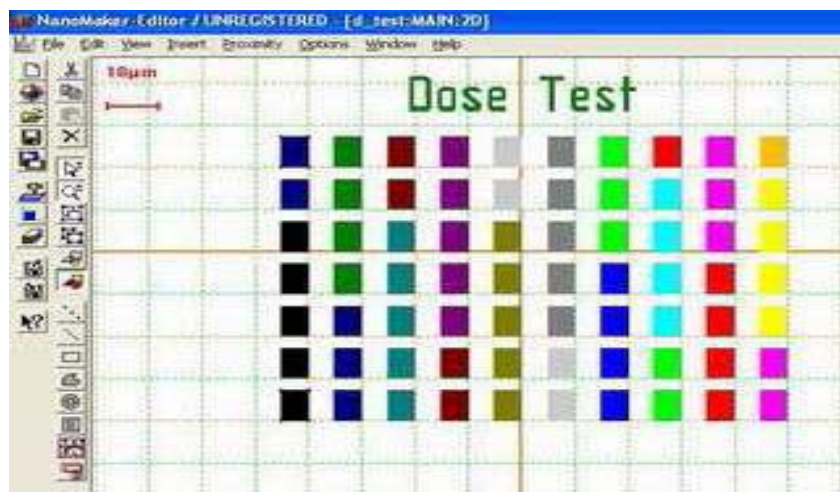 NanoMaker-Editor / UNREGISTERED - [d_test:MAIN:2D]
File Edit View Insert Proximity Options Window Help
10µm
Dose Test